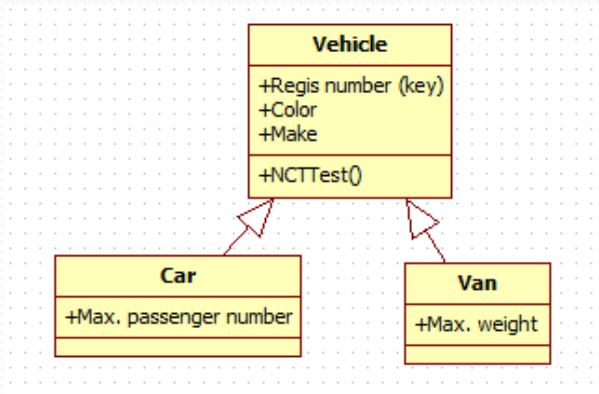 Vehicle
+Regis number (key)
+Color
+Make
+NCTTest()
Car
+Max. passenger number
Van
+Max. weight